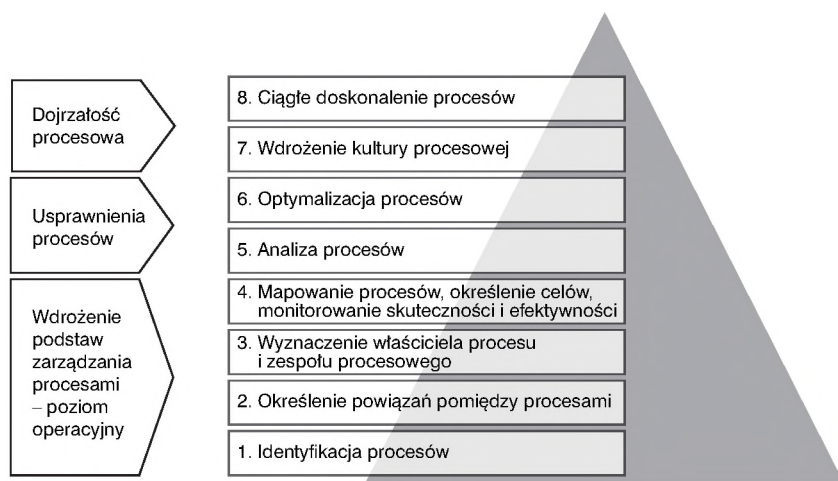 Dojrzałość
procesowa
8. Ciągłe doskonalenie procesów
7. Wdrożenie kultury procesowej
Usprawnienia
procesów
6. Optymalizacja procesów
5. Analiza procesów
Wdrożenie
podstaw
zarządzania
procesami
– poziom
operacyjny
4. Mapowanie procesów, określenie celów,
monitorowanie skuteczności i efektywności
3. Wyznaczenie właściciela procesu
i zespołu procesowego
2. Określenie powiązań pomiędzy procesami
1. Identyfikacja procesów